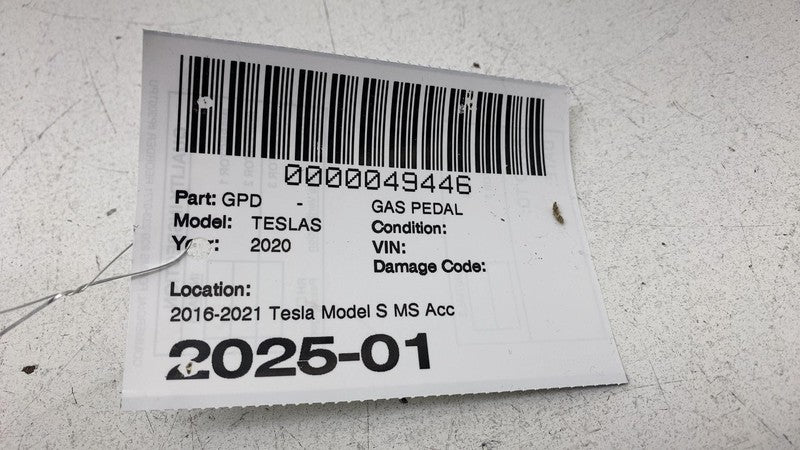 0000049446
Part: GPD - GAS PEDAL
Model: TESLAS Condition:
Year: 2020 VIN:
Damage Code:
Location:
2016-2021 Tesla Model S MS Acc
2025-01